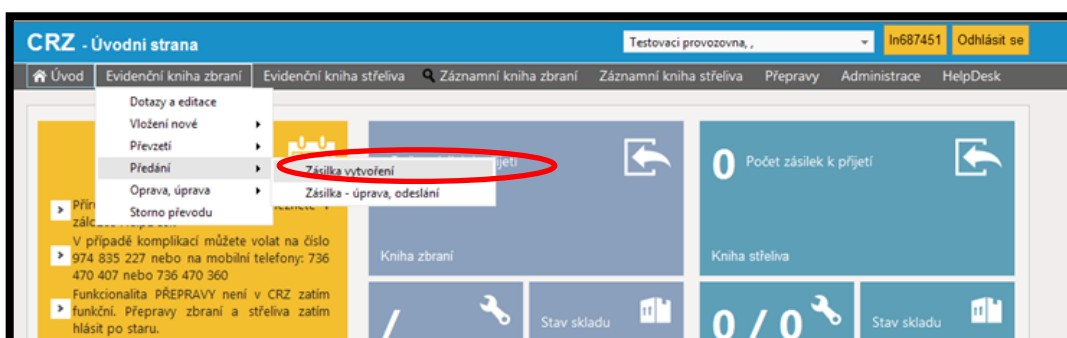 CRZ - Úvodní strana
Testovaci provozovna, ,
ln687451
Odhlásit se
Úvod
Evidenční kniha zbraní
Evidenční kniha střeliva
Záznamní kniha zbraní
Záznamní kniha střeliva
Přepravy
Administrace
HelpDesk
Dotazy a editace
Vložení nové
Převzetí
Předání
Oprava, úprava
Storno převodu
Zásilka vytvoření
Zásilka - úprava, odeslání
V případě komplikací můžete volat na číslo
974 835 227 nebo na mobilní telefony: 736
470 407 nebo 736 470 360
Funkcionalita PŘEPRAVY není v CRZ zatím
funkční. Přepravy zbraní a střeliva zatím
hlásit po staru.
Kniha zbraní
0 Počet zásilek k přijetí
Kniha střeliva
/
Stav skladu
0 / 0
Stav skladu